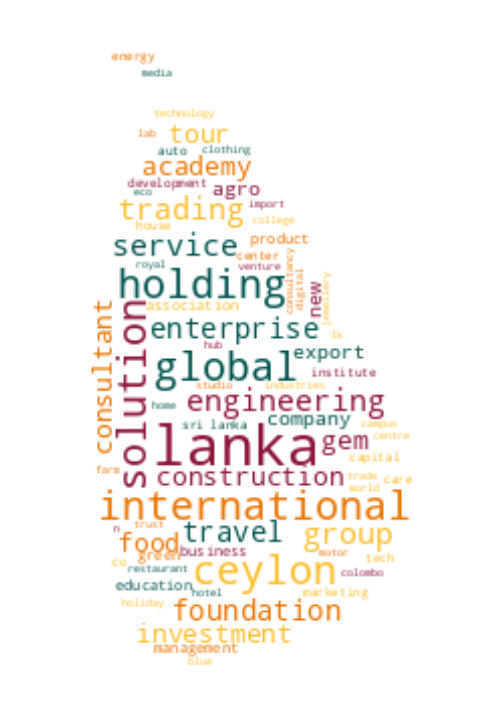 energy
media
technology
lab
tour
auto
clothing
academy
development
agro
eco
import
trading
college
house
service
product
center
royal
venture
consultancy
digital
holding
new
jewellery
association
consultant
solution
enterprise
lk
hub
export
global
institute
studio
industries
home
engineering
company
campus
sri lanka
lanka
gem
centre
capital
farm
construction
trade
care
world
international
n
trust
travel
group
food
green
business
motor
tech
co
restaurant
ceylon
colombo
education
hotel
marketing
holiday
foundation
investment
management
blue